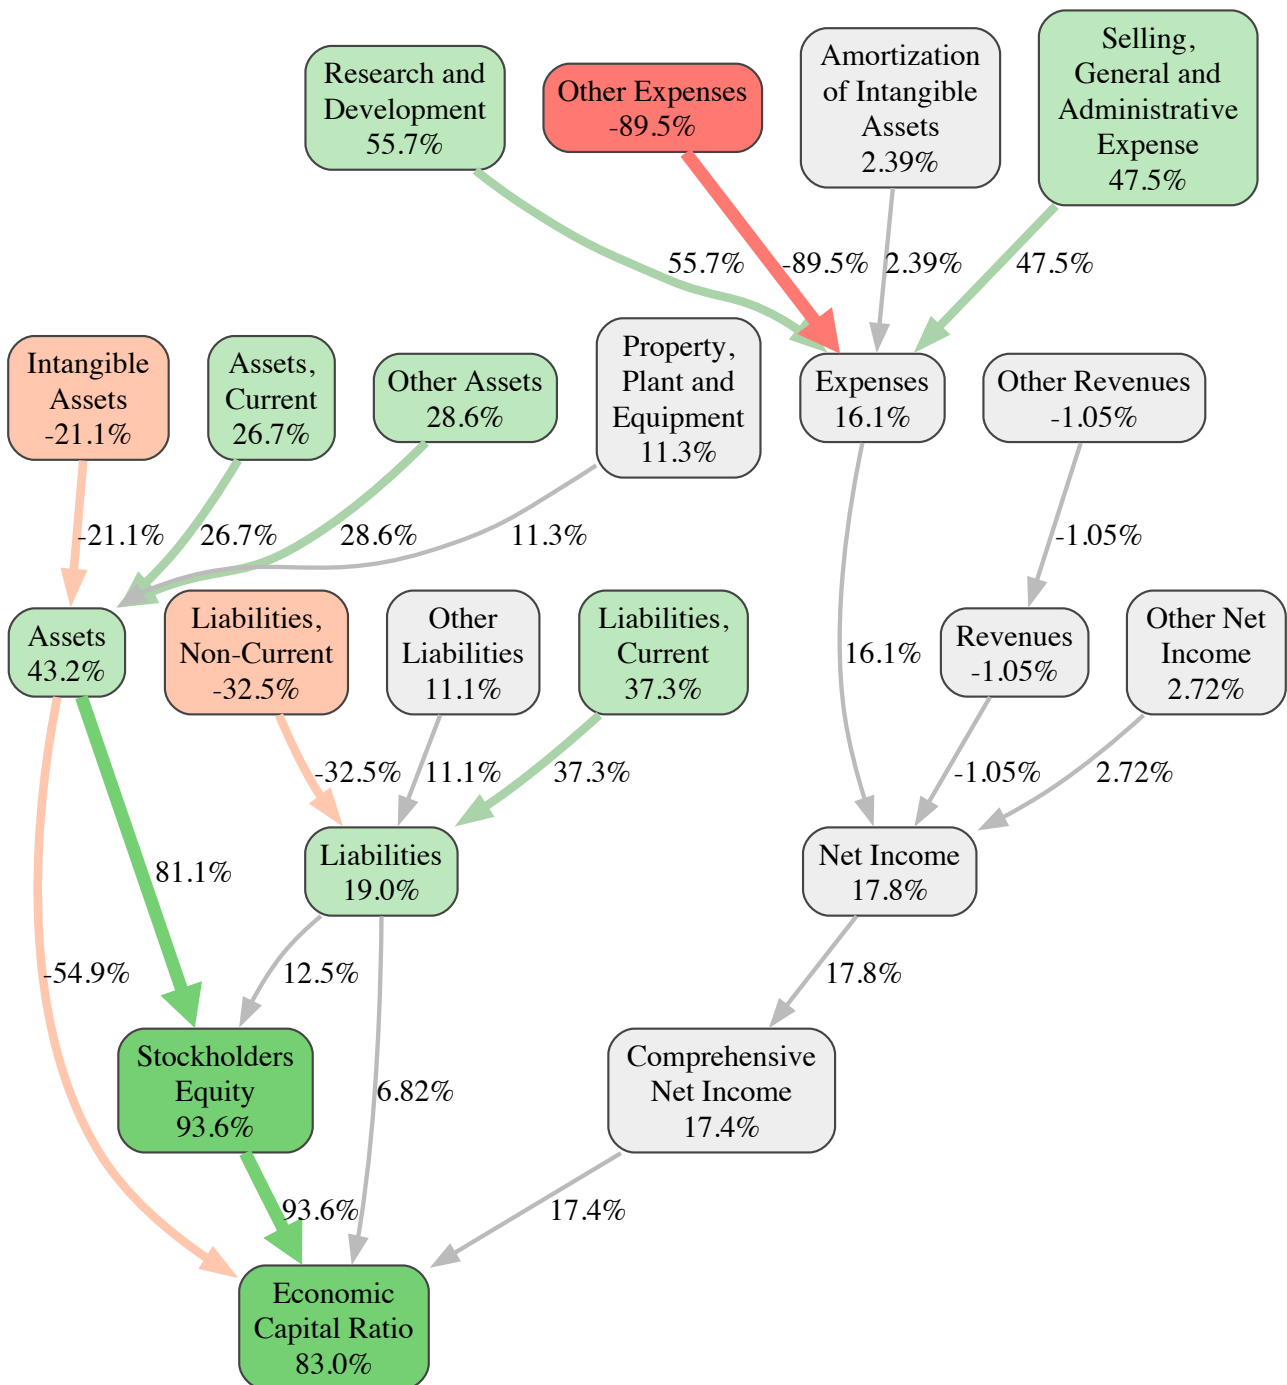 Research and
Development
55.7%
Other Expenses
-89.5%
Amortization
of Intangible
Assets
2.39%
Selling,
General and
Administrative
Expense
47.5%
55.7%
-89.5%
2.39%
47.5%
Intangible
Assets
-21.1%
Assets,
Current
26.7%
Other Assets
28.6%
Property,
Plant and
Equipment
11.3%
Expenses
16.1%
Other Revenues
-1.05%
-21.1%
26.7%
28.6%
11.3%
-1.05%
Assets
43.2%
Liabilities,
Non-Current
-32.5%
Other
Liabilities
11.1%
Liabilities,
Current
37.3%
16.1%
Revenues
-1.05%
Other Net
Income
2.72%
-32.5%
11.1%
37.3%
-1.05%
2.72%
81.1%
Liabilities
19.0%
Net Income
17.8%
-54.9%
12.5%
17.8%
Stockholders
Equity
93.6%
6.82%
Comprehensive
Net Income
17.4%
93.6%
17.4%
Economic
Capital Ratio
83.0%